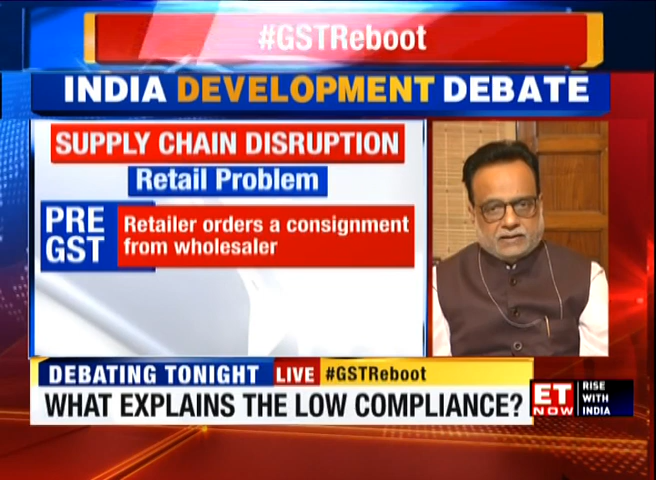 #GSTReboot
INDIA DEVELOPMENT DEBATE
SUPPLY CHAIN DISRUPTION
Retail Problem
PRE
GST
Retailer orders a consignment
from wholesaler
DEBATING TONIGHT LIVE #GSTReboot
WHAT EXPLAINS THE LOW COMPLIANCE?
ET
NOW
RISE
WITH
INDIA